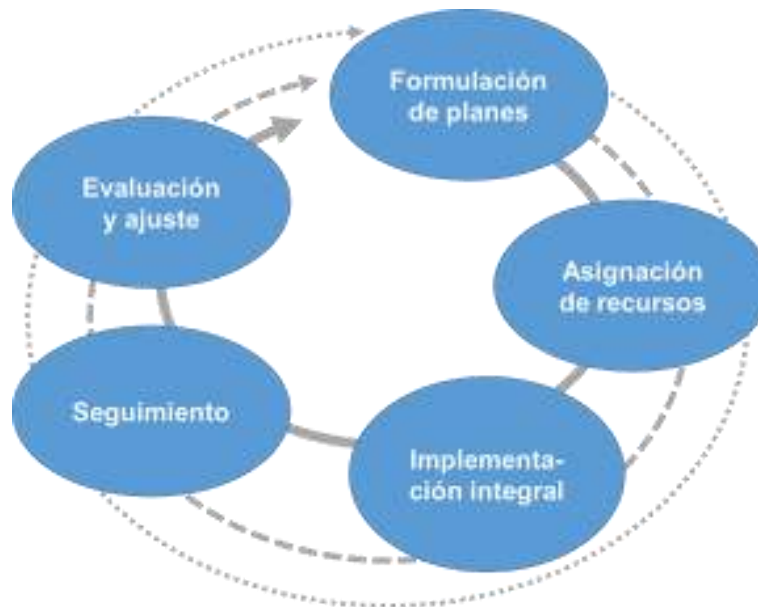 Formulación
de planes
Evaluación
y ajuste
Asignación
de recursos
Seguimiento
Implementa-
ción integral